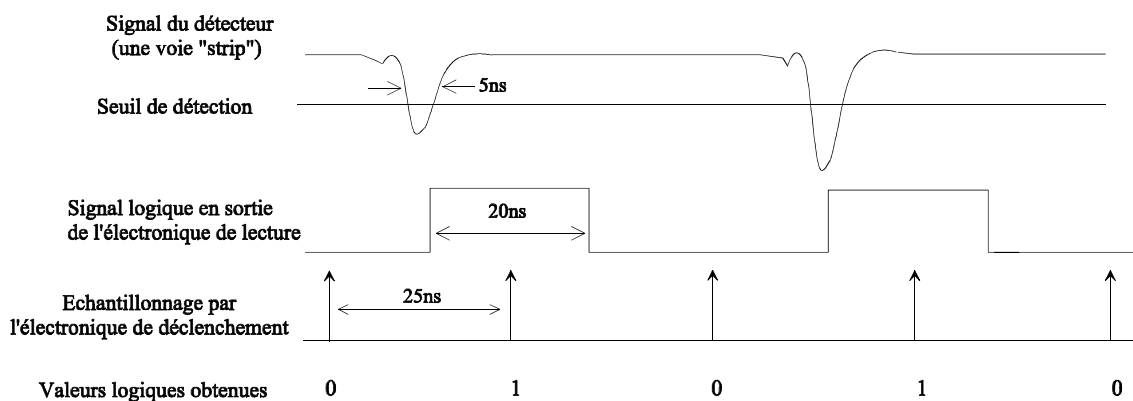 Signal du détecteur
(une voie "strip")
5ns
Seuil de détection
Signal logique en sortie
de l'électronique de lecture
20ns
Echantillonnage par
l'électronique de déclenchement
25ns
Valeurs logiques obtenues 0 1 0 1 0